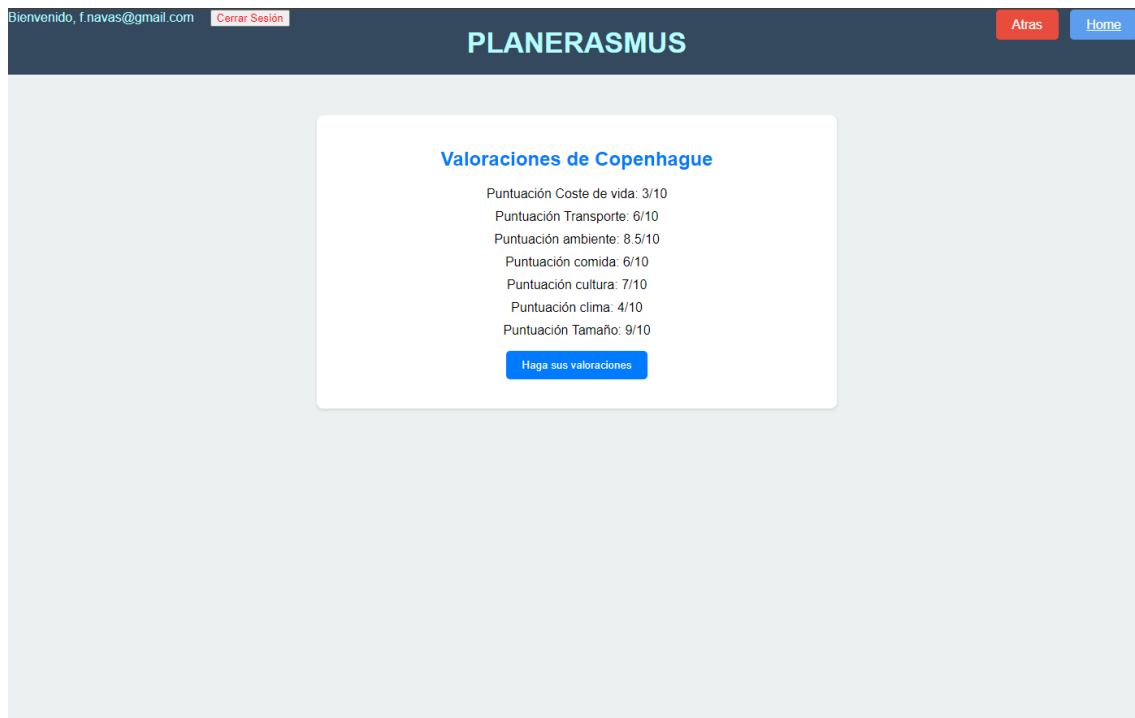 Bienvenido, f.navas@gmail.com Cerrar Sesión
PLANERASMUS
Atras Home
Valoraciones de Copenhague
Puntuación Coste de vida: 3/10
Puntuación Transporte: 6/10
Puntuación ambiente: 8.5/10
Puntuación comida: 6/10
Puntuación cultura: 7/10
Puntuación clima: 4/10
Puntuación Tamaño: 9/10
Haga sus valoraciones